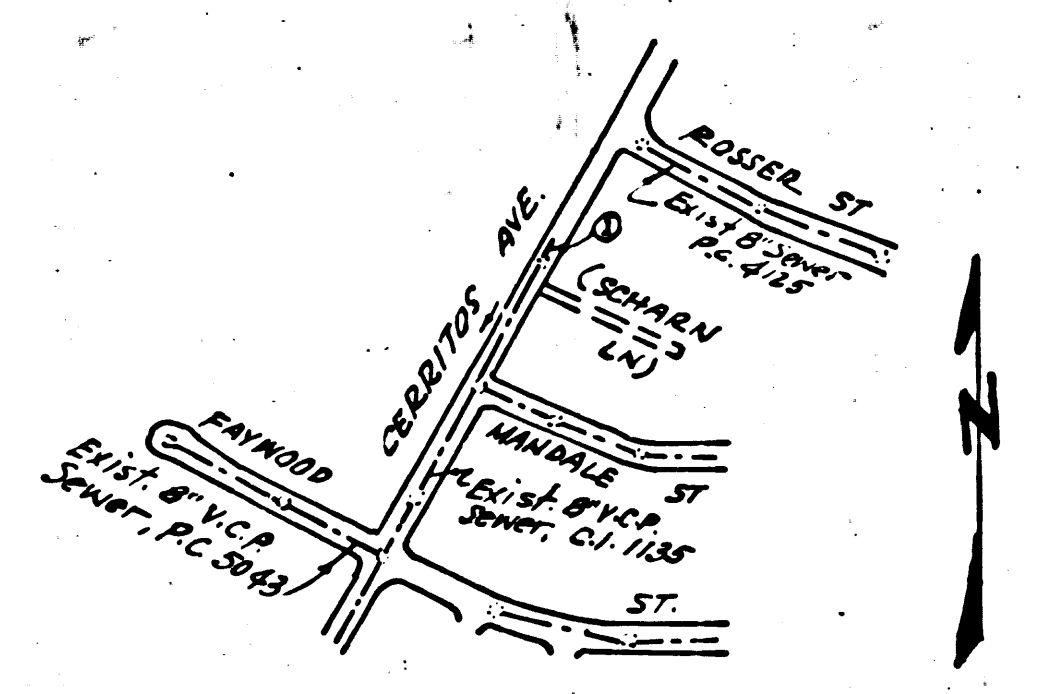 ROSSER ST
Exist 8" Sewer
P.C. 4125
CERRITOS AVE.
1
(SCHARN
LN)
MANDALE ST
Exist. 8" V.C.P.
Sewer, C.I. 1135
FAYWOOD ST.
Exist. 8" V.C.P.
Sewer, P.C. 5043
N